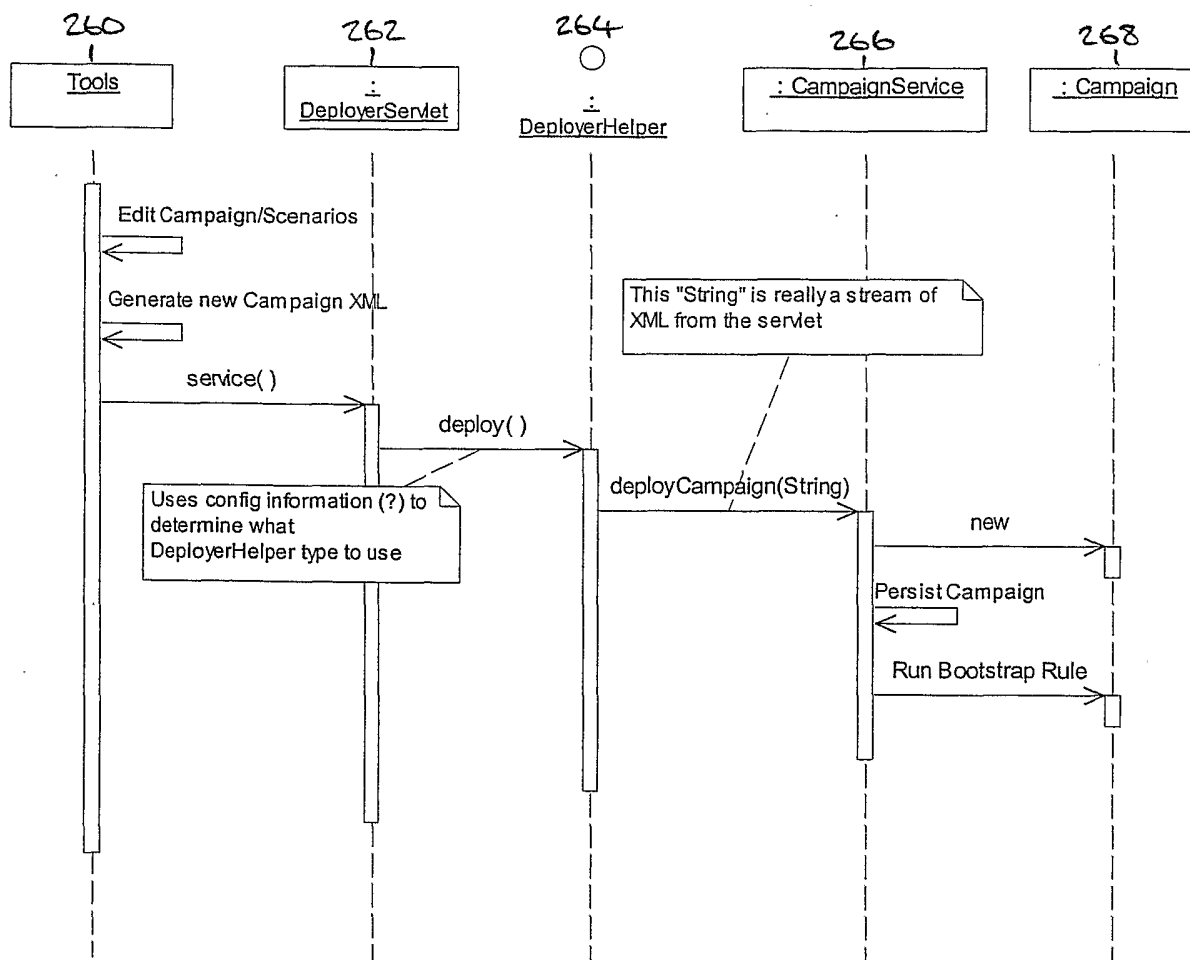 260
262
264
266
268
Tools
:
DeployerServlet
:
DeployerHelper
: CampaignService
: Campaign
Edit Campaign/Scenarios
Generate new Campaign XML
This "String" is really a stream of
XML from the servlet
service( )
deploy( )
Uses config information (?) to
determine what
DeployerHelper type to use
deployCampaign(String)
new
Persist Campaign
Run Bootstrap Rule